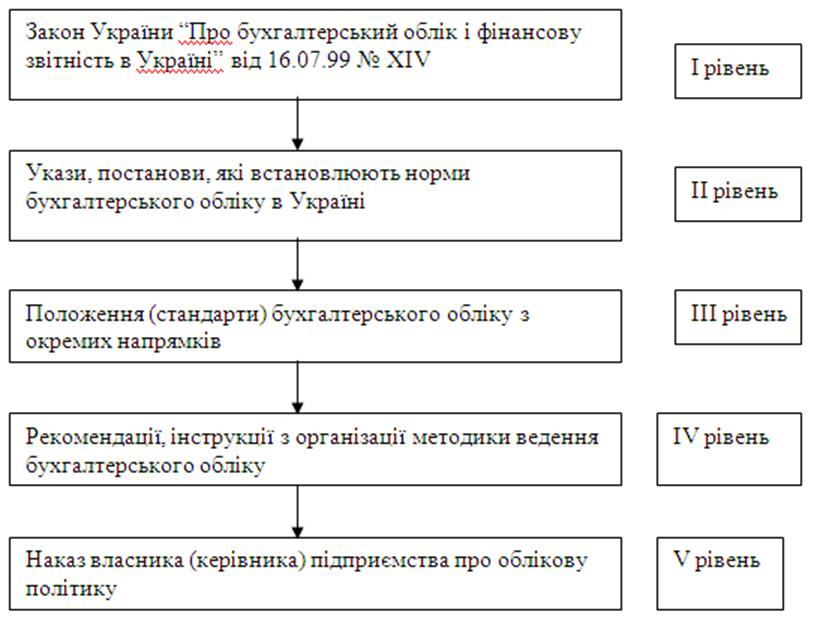 Закон України “Про бухгалтерський облік і фінансову
звітність в Україні” від 16.07.99 № XIV
I рівень
Укази, постанови, які встановлюють норми
бухгалтерського обліку в Україні
II рівень
Положення (стандарти) бухгалтерського обліку з
окремих напрямків
III рівень
Рекомендації, інструкції з організації методики ведення
бухгалтерського обліку
IV рівень
Наказ власника (керівника) підприємства про облікову
політику
V рівень